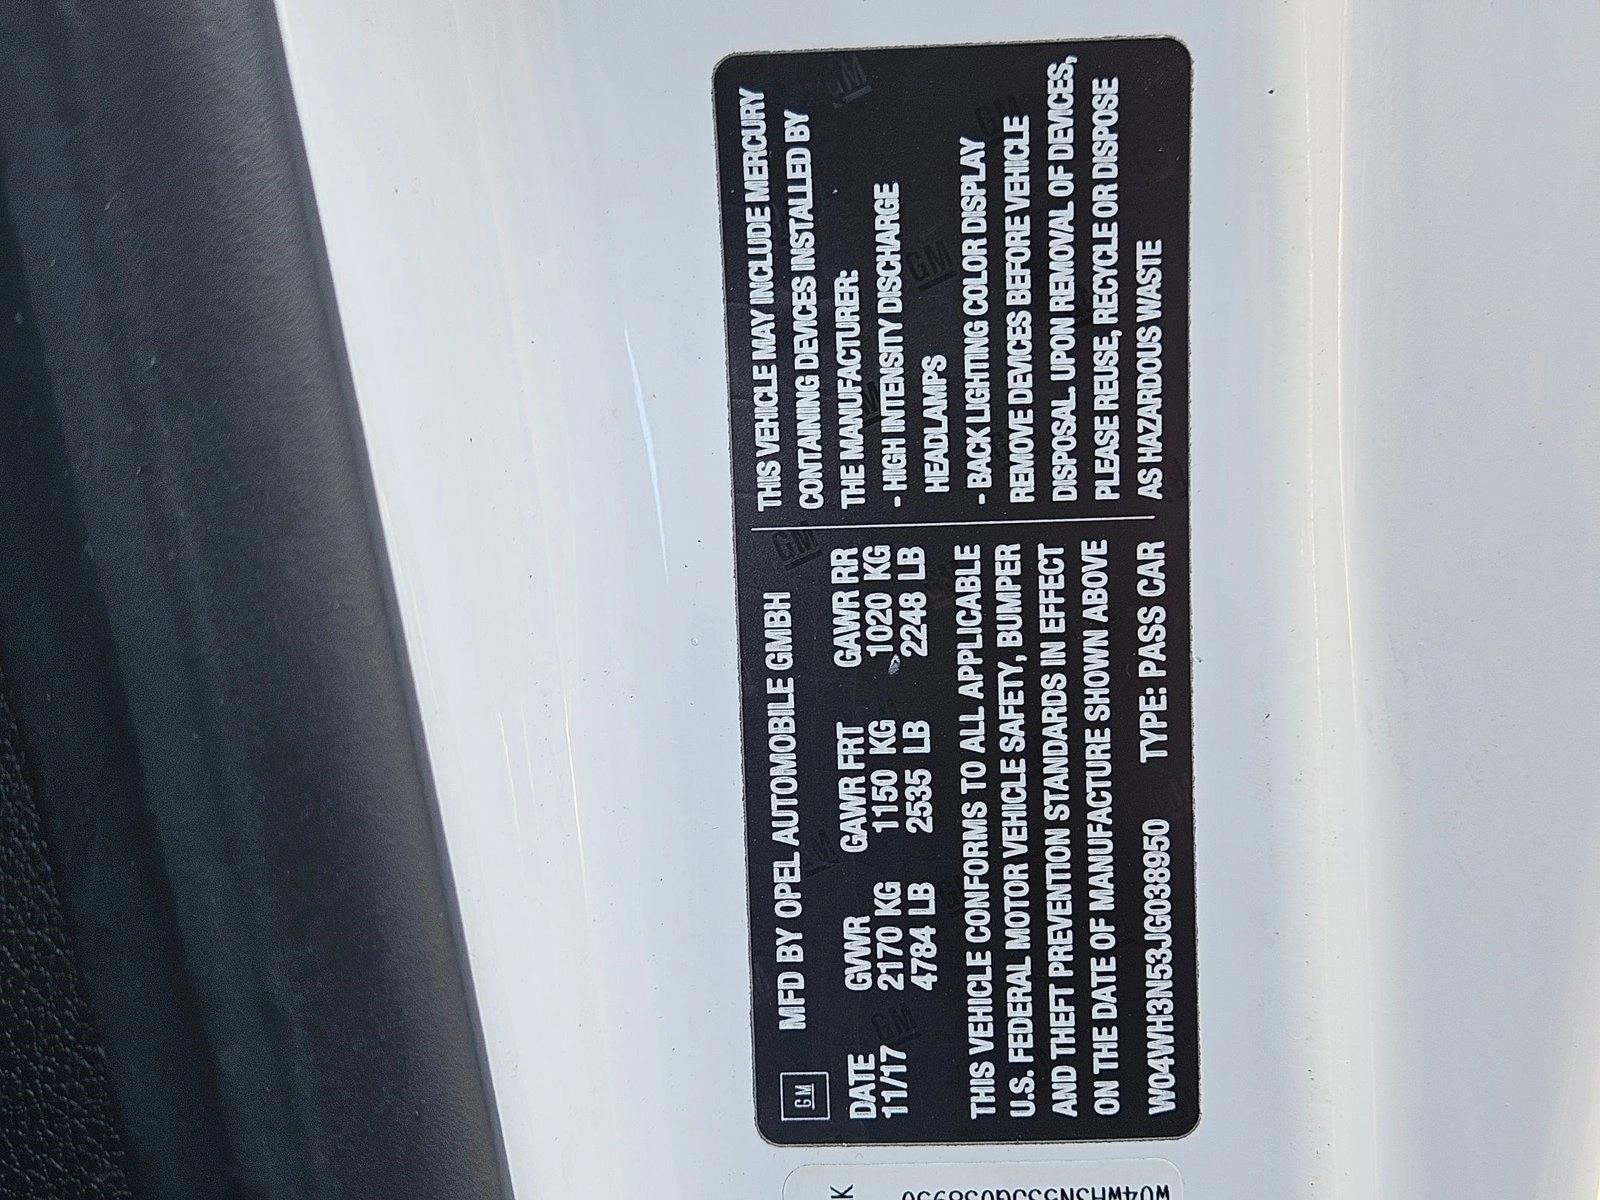 GM
MFD BY OPEL AUTOMOBILE GMBH
DATE GVWR GAWR FRT GAWR RR
11/17 2170 KG 1150 KG 1020 KG
4784 LB 2535 LB 2248 LB
THIS VEHICLE CONFORMS TO ALL APPLICABLE
U.S. FEDERAL MOTOR VEHICLE SAFETY, BUMPER
AND THEFT PREVENTION STANDARDS IN EFFECT
ON THE DATE OF MANUFACTURE SHOWN ABOVE
W04WH3N53JG038950 TYPE: PASS CAR
THIS VEHICLE MAY INCLUDE MERCURY
CONTAINING DEVICES INSTALLED BY
THE MANUFACTURER:
- HIGH INTENSITY DISCHARGE
HEADLAMPS
- BACK LIGHTING COLOR DISPLAY
REMOVE DEVICES BEFORE VEHICLE
DISPOSAL. UPON REMOVAL OF DEVICES,
PLEASE REUSE, RECYCLE OR DISPOSE
AS HAZARDOUS WASTE
K
W04WH3N53JG038950